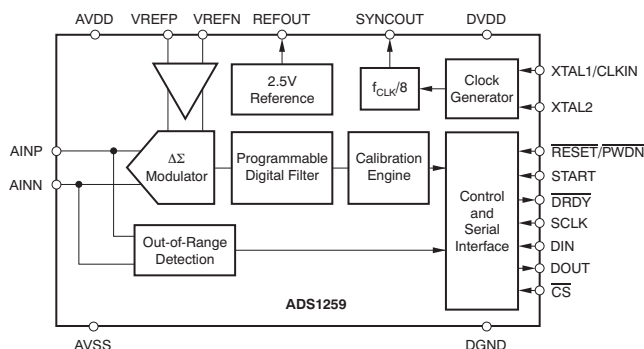 AVDD
VREFP
VREFN
REFOUT
SYNCOUT
DVDD
2.5V
Reference
fCLK/8
Clock
Generator
XTAL1/CLKIN
XTAL2
AINP
AINN
ΔΣ
Modulator
Programmable
Digital Filter
Calibration
Engine
Control
and
Serial
Interface
RESET/PWDN
START
DRDY
SCLK
DIN
DOUT
CS
Out-of-Range
Detection
ADS1259
AVSS
DGND